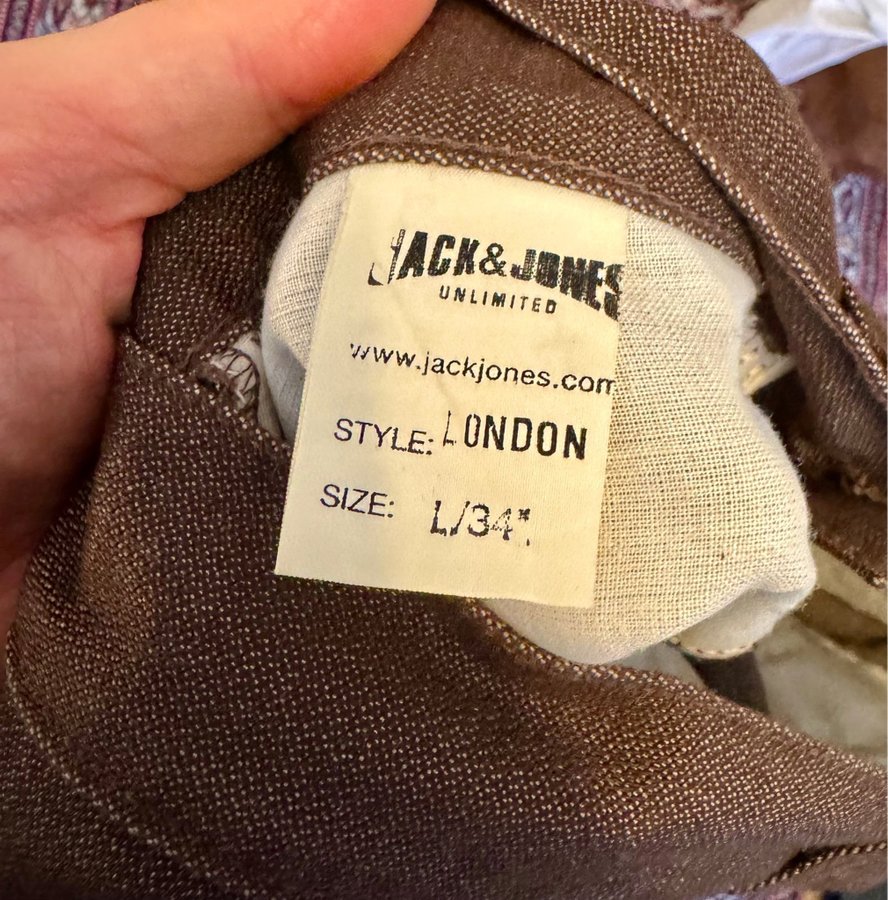 JACK&JONES
UNLIMITED
www.jackjones.com
STYLE: LONDON
SIZE: L/34"